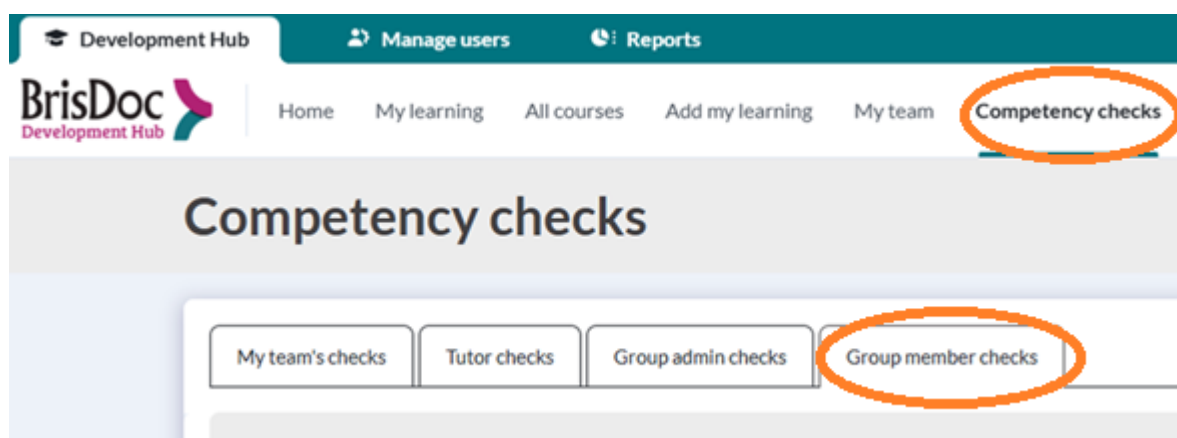 Development Hub Manage users Reports
BrisDoc
Development Hub
Home My learning All courses Add my learning My team Competency checks
Competency checks
My team's checks Tutor checks Group admin checks Group member checks